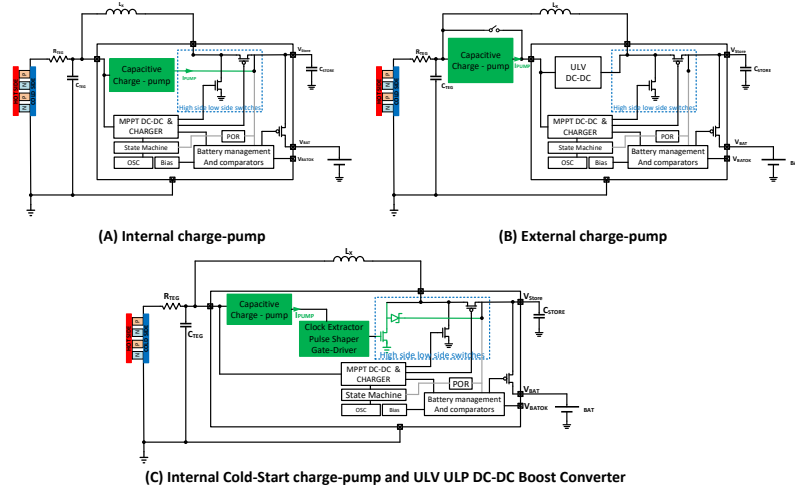 Lx
RTEG
CTEG
P
N
P
N
COLD SIDE
Capacitive
Charge - pump
IPUMP
High side low side switches
VStore
CSTORE
MPPT DC-DC &
CHARGER
State Machine
POR
OSC
Bias
Battery management
And comparators
VBAT
VBATOK
(A) Internal charge-pump
Lx
RTEG
CTEG
P
N
P
N
COLD SIDE
Capacitive
Charge - pump
IPUMP
ULV
DC-DC
High side low side switches
VStore
CSTORE
MPPT DC-DC &
CHARGER
State Machine
POR
OSC
Bias
Battery management
And comparators
VBAT
VBATOK
(B) External charge-pump
Lx
RTEG
CTEG
P
N
P
N
COLD SIDE
Capacitive
Charge - pump
IPUMP
Clock Extractor
Pulse Shaper
Gate-Driver
High side low side switches
VStore
CSTORE
MPPT DC-DC
& CHARGER
State Machine
POR
OSC
Bias
Battery management
And comparators
VBAT
BAT
VBATOK
(C) Internal Cold-Start charge-pump and ULV ULP DC-DC Boost Converter